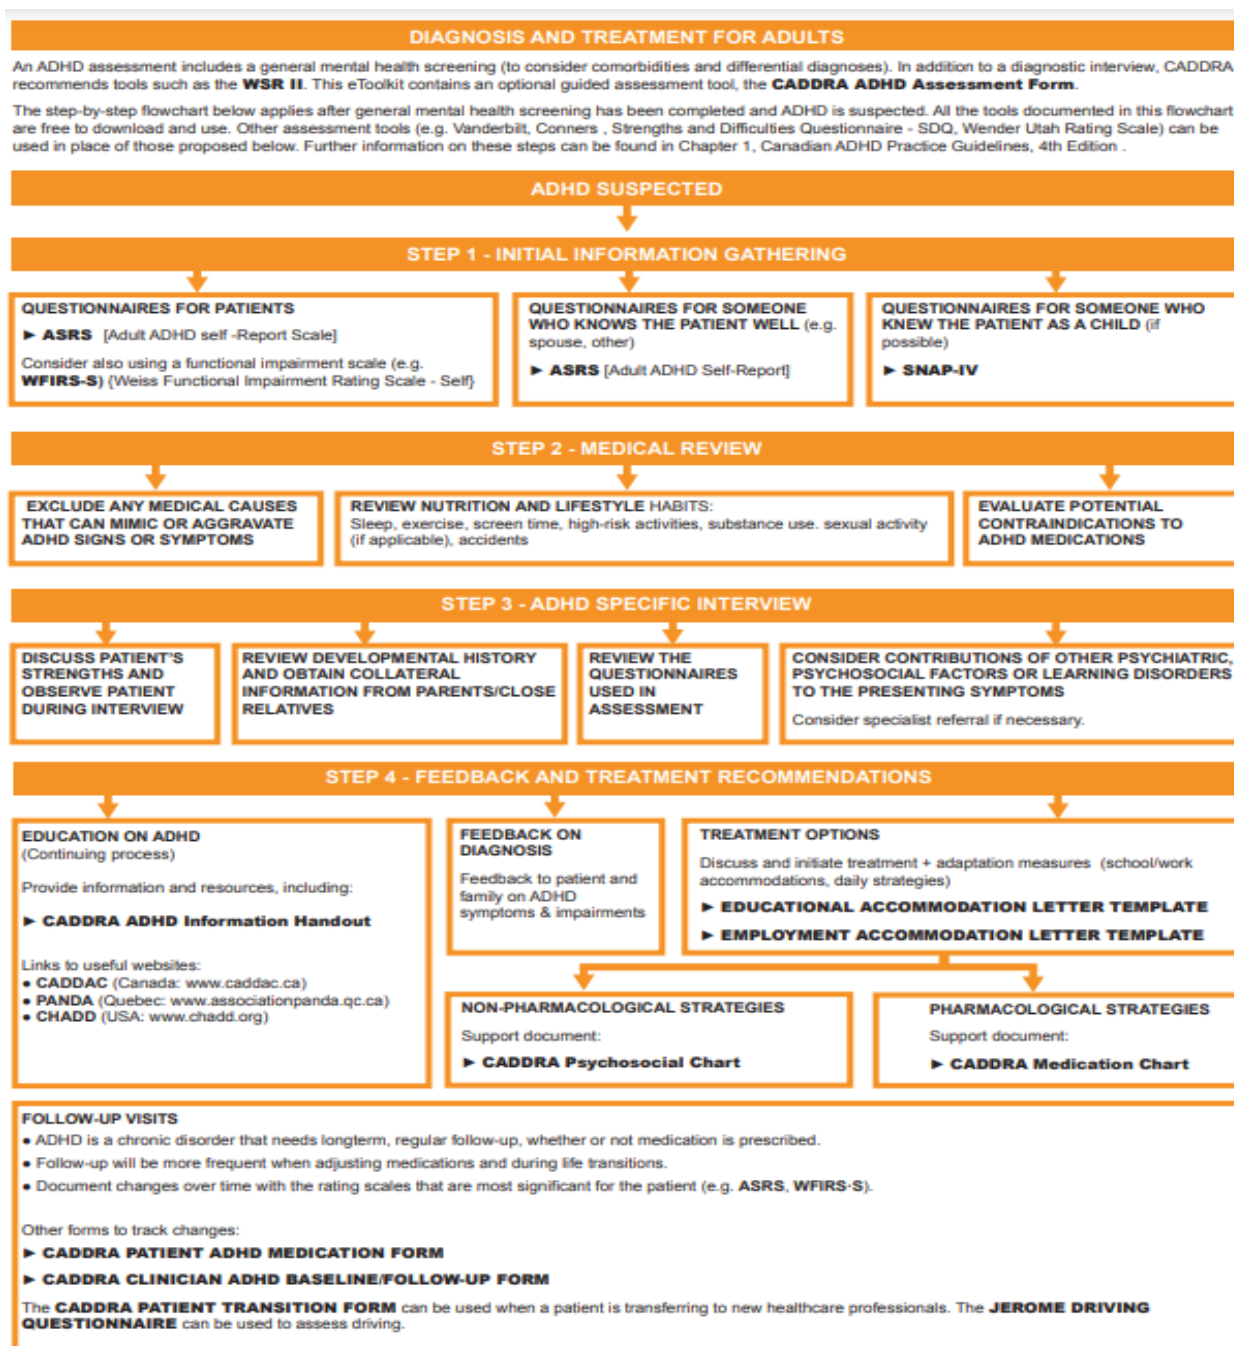 DIAGNOSIS AND TREATMENT FOR ADULTS
An ADHD assessment includes a general mental health screening (to consider comorbidities and differential diagnoses). In addition to a diagnostic interview, CADDRA
recommends tools such as the WSR II. This eToolkit contains an optional guided assessment tool, the CADDRA ADHD Assessment Form.
The step-by-step flowchart below applies after general mental health screening has been completed and ADHD is suspected. All the tools documented in this flowchart
are free to download and use. Other assessment tools (e.g. Vanderbilt, Conners , Strengths and Difficulties Questionnaire - SDQ, Wender Utah Rating Scale) can be
used in place of those proposed below. Further information on these steps can be found in Chapter 1, Canadian ADHD Practice Guidelines, 4th Edition .
ADHD SUSPECTED
STEP 1 - INITIAL INFORMATION GATHERING
QUESTIONNAIRES FOR PATIENTS
► ASRS [Adult ADHD self -Report Scale]
Consider also using a functional impairment scale (e.g.
WFIRS-S) {Weiss Functional Impairment Rating Scale - Self}
QUESTIONNAIRES FOR SOMEONE
WHO KNOWS THE PATIENT WELL (e.g.
spouse, other)
► ASRS [Adult ADHD Self-Report]
QUESTIONNAIRES FOR SOMEONE WHO
KNEW THE PATIENT AS A CHILD (if
possible)
► SNAP-IV
STEP 2 - MEDICAL REVIEW
EXCLUDE ANY MEDICAL CAUSES
THAT CAN MIMIC OR AGGRAVATE
ADHD SIGNS OR SYMPTOMS
REVIEW NUTRITION AND LIFESTYLE HABITS:
Sleep, exercise, screen time, high-risk activities, substance use. sexual activity
(if applicable), accidents
EVALUATE POTENTIAL
CONTRAINDICATIONS TO
ADHD MEDICATIONS
STEP 3 - ADHD SPECIFIC INTERVIEW
DISCUSS PATIENT'S
STRENGTHS AND
OBSERVE PATIENT
DURING INTERVIEW
REVIEW DEVELOPMENTAL HISTORY
AND OBTAIN COLLATERAL
INFORMATION FROM PARENTS/CLOSE
RELATIVES
REVIEW THE
QUESTIONNAIRES
USED IN
ASSESSMENT
CONSIDER CONTRIBUTIONS OF OTHER PSYCHIATRIC,
PSYCHOSOCIAL FACTORS OR LEARNING DISORDERS
TO THE PRESENTING SYMPTOMS
Consider specialist referral if necessary.
STEP 4 - FEEDBACK AND TREATMENT RECOMMENDATIONS
EDUCATION ON ADHD
(Continuing process)
Provide information and resources, including:
► CADDRA ADHD Information Handout
Links to useful websites:
● CADDAC (Canada: www.caddac.ca)
● PANDA (Quebec: www.associationpanda.qc.ca)
● CHADD (USA: www.chadd.org)
FEEDBACK ON
DIAGNOSIS
Feedback to patient and
family on ADHD
symptoms & impairments
TREATMENT OPTIONS
Discuss and initiate treatment + adaptation measures (school/work
accommodations, daily strategies)
► EDUCATIONAL ACCOMMODATION LETTER TEMPLATE
► EMPLOYMENT ACCOMMODATION LETTER TEMPLATE
NON-PHARMACOLOGICAL STRATEGIES
Support document:
► CADDRA Psychosocial Chart
PHARMACOLOGICAL STRATEGIES
Support document:
► CADDRA Medication Chart
FOLLOW-UP VISITS
● ADHD is a chronic disorder that needs longterm, regular follow-up, whether or not medication is prescribed.
● Follow-up will be more frequent when adjusting medications and during life transitions.
● Document changes over time with the rating scales that are most significant for the patient (e.g. ASRS, WFIRS·S).
Other forms to track changes:
► CADDRA PATIENT ADHD MEDICATION FORM
► CADDRA CLINICIAN ADHD BASELINE/FOLLOW-UP FORM
The CADDRA PATIENT TRANSITION FORM can be used when a patient is transferring to new healthcare professionals. The JEROME DRIVING
QUESTIONNAIRE can be used to assess driving.